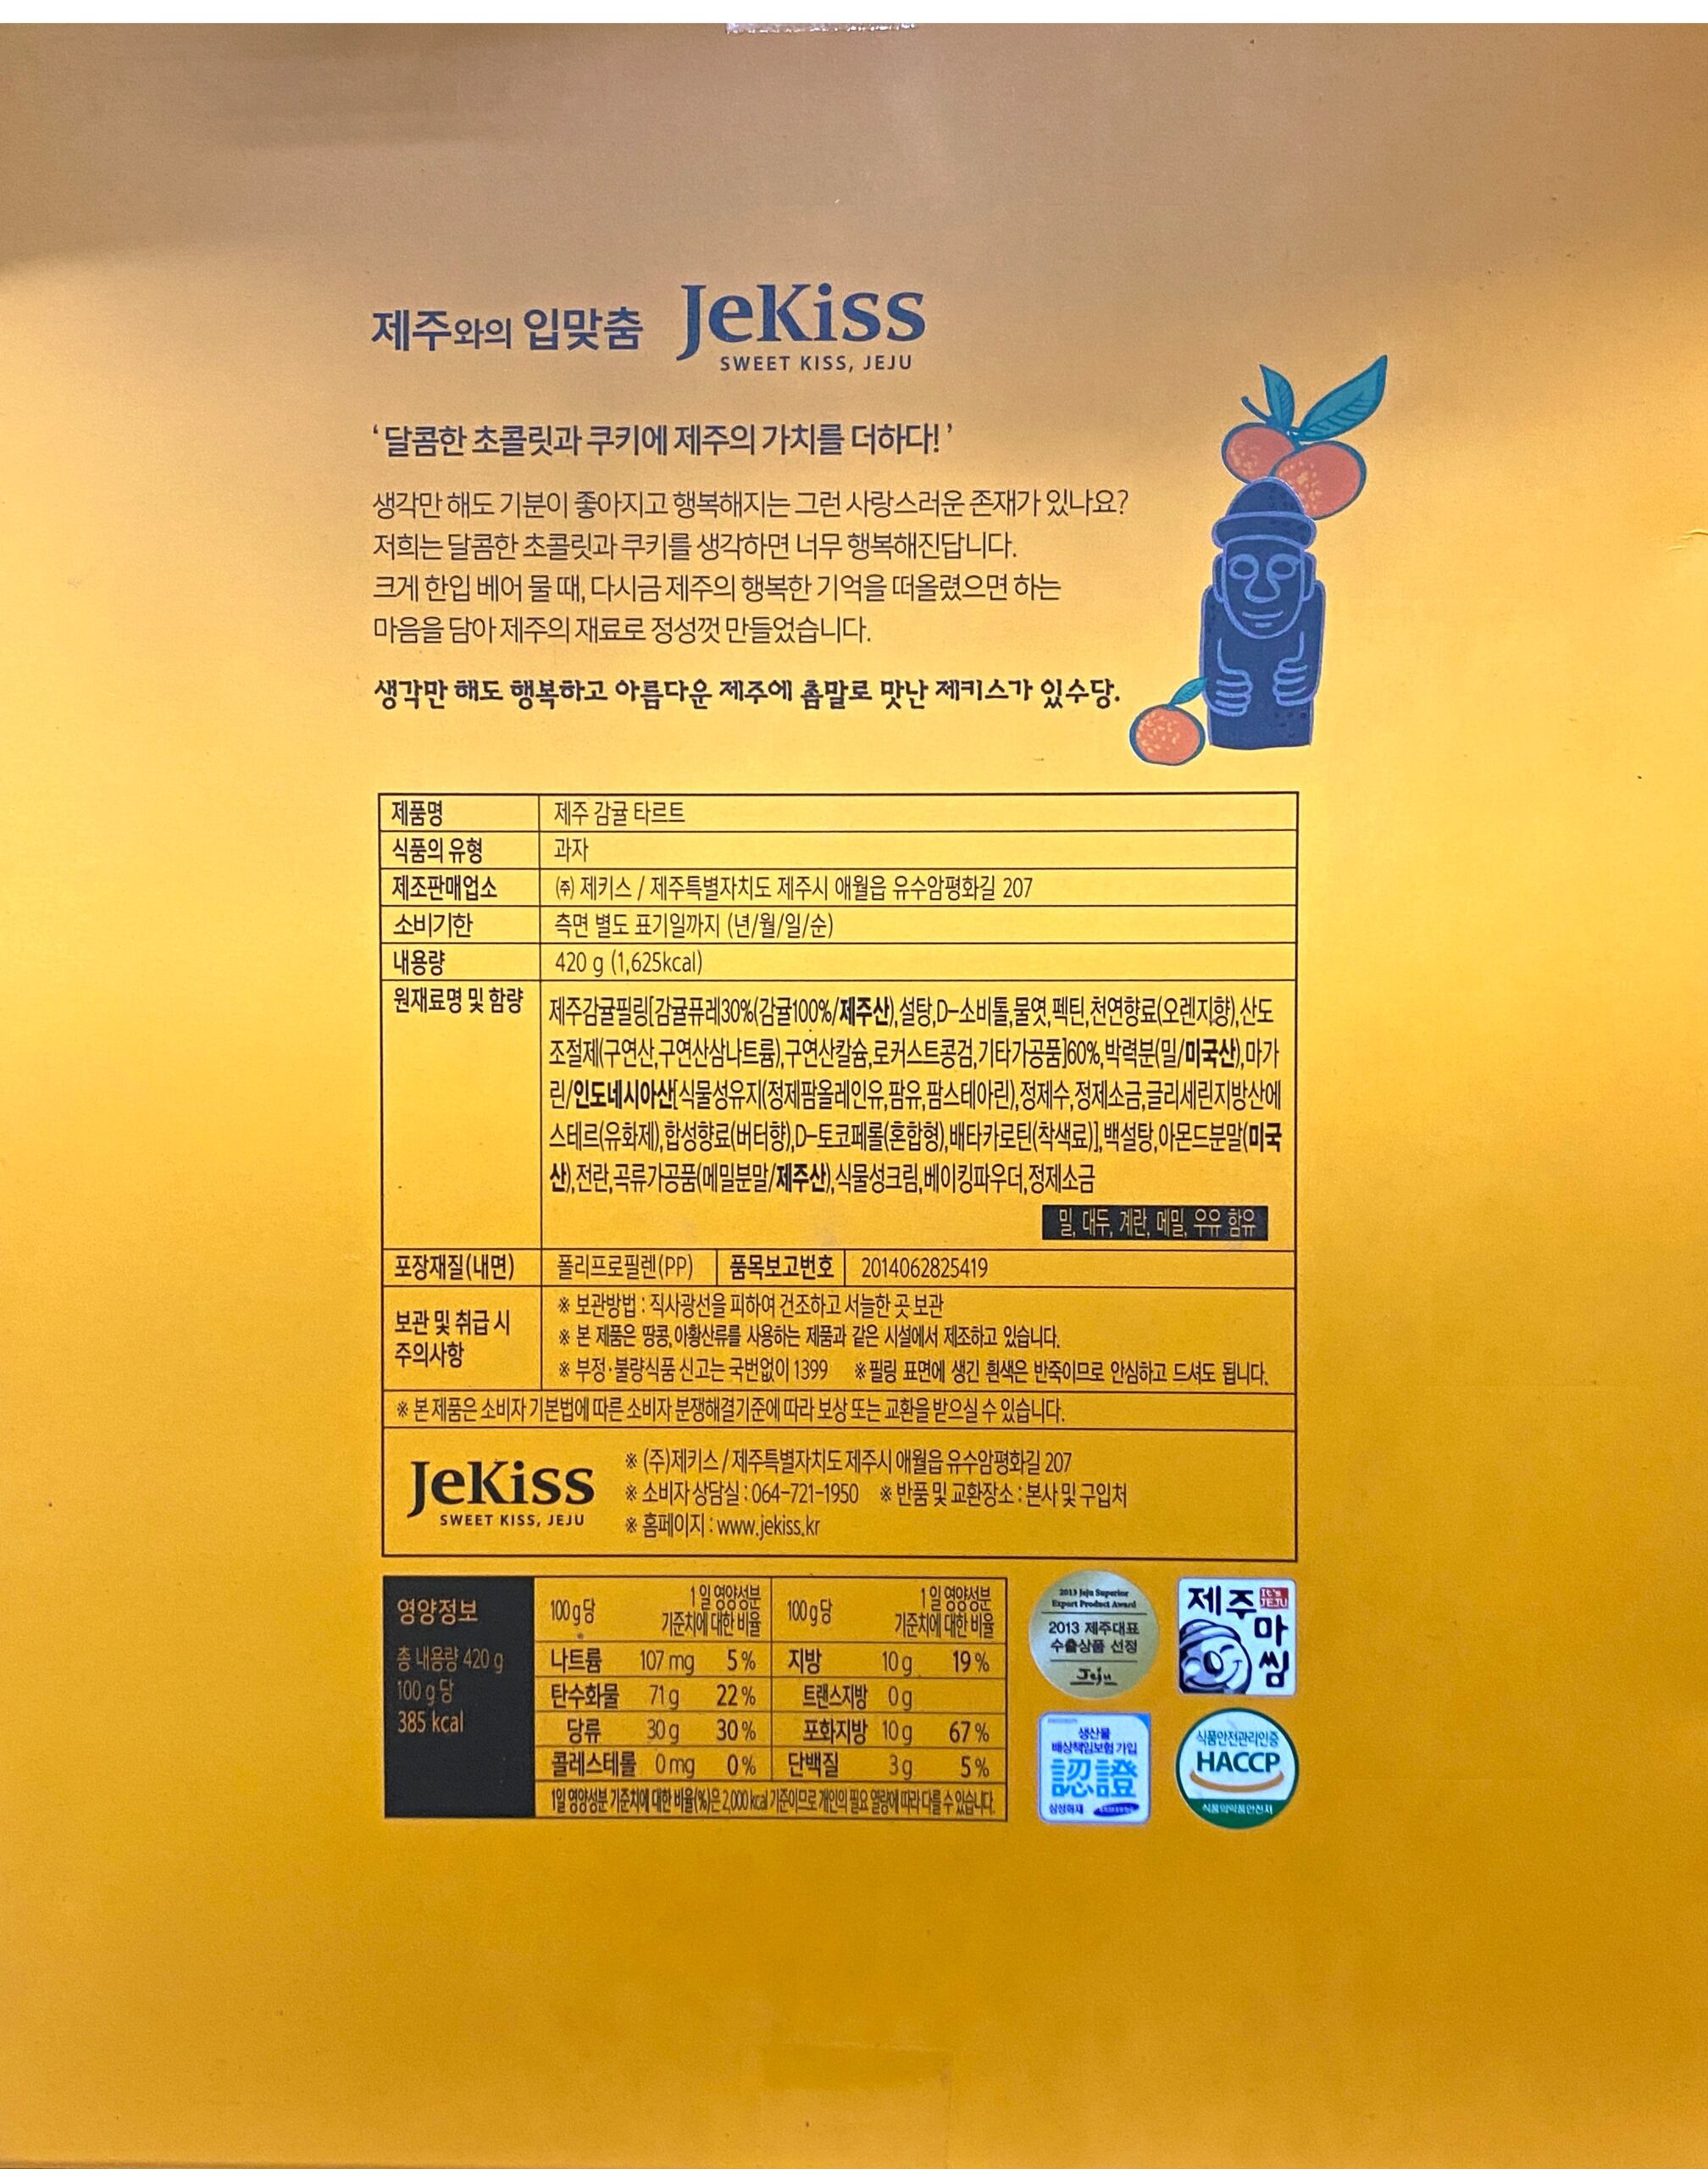 제주와의 입맞춤 JeKiss
SWEET KISS, JEJU
‘달콤한 초콜릿과 쿠키에 제주의 가치를 더하다!’
생각만 해도 기분이 좋아지고 행복해지는 그런 사랑스러운 존재가 있나요?
저희는 달콤한 초콜릿과 쿠키를 생각하면 너무 행복해진답니다.
크게 한입 베어 물 때, 다시금 제주의 행복한 기억을 떠올렸으면 하는
마음을 담아 제주의 재료로 정성껏 만들었습니다.
생각만 해도 행복하고 아름다운 제주에 촘말로 맛난 제키스가 있수당.
제품명 제주 감귤 타르트
식품의 유형 과자
제조판매업소 ㈜ 제키스 / 제주특별자치도 제주시 애월읍 유수암평화길 207
소비기한 측면 별도 표기일까지 (년/월/일/순)
내용량 420 g (1,625kcal)
원재료명 및 함량 제주감귤필링[감귤퓨레30%(감귤100%/제주산),설탕,D-소비톨,물엿,펙틴,천연향료(오렌지향),산도
조절제(구연산,구연산삼나트륨),구연산칼슘,로커스트콩검,기타가공품]60%,박력분(밀/미국산),마가
린/인도네시아산[식물성유지(정제팜올레인유,팜유,팜스테아린),정제수,정제소금,글리세린지방산에
스테르(유화제),합성향료(버터향),D-토코페롤(혼합형),배타카로틴(착색료)],백설탕,아몬드분말(미국
산),전란,곡류가공품(메밀분말/제주산),식물성크림,베이킹파우더,정제소금
밀, 대두, 계란, 메밀, 우유 함유
포장재질(내면) 폴리프로필렌(PP) 품목보고번호 2014062825419
보관 및 취급 시
주의사항
※ 보관방법 : 직사광선을 피하여 건조하고 서늘한 곳 보관
※ 본 제품은 땅콩, 아황산류를 사용하는 제품과 같은 시설에서 제조하고 있습니다.
※ 부정·불량식품 신고는 국번없이 1399 ※필링 표면에 생긴 흰색은 반죽이므로 안심하고 드셔도 됩니다.
※ 본 제품은 소비자 기본법에 따른 소비자 분쟁해결기준에 따라 보상 또는 교환을 받으실 수 있습니다.
JeKiss
SWEET KISS, JEJU
※ (주)제키스 / 제주특별자치도 제주시 애월읍 유수암평화길 207
※ 소비자 상담실 : 064-721-1950 ※ 반품 및 교환장소 : 본사 및 구입처
※ 홈페이지 : www.jekiss.kr
영양정보
총 내용량 420 g
100 g 당
385 kcal
100 g 당 1일 영양성분 기준치에 대한 비율 100 g 당 1일 영양성분 기준치에 대한 비율
나트륨 107 mg 5 % 지방 10 g 19 %
탄수화물 71 g 22 % 트랜스지방 0 g
당류 30 g 30 % 포화지방 10 g 67 %
콜레스테롤 0 mg 0 % 단백질 3 g 5 %
1일 영양성분 기준치에 대한 비율(%)은 2,000 kcal 기준이므로 개인의 필요 열량에 따라 다를 수 있습니다.
2013 Jeju Superior
Export Product Award
2013 제주대표
수출상품 선정
Jeju
제주
It's
JEJU
마
씸
생산물
배상책임보험 가입
認證
삼성화재 SAMSUNG
식품안전관리인증
HACCP
식품의약품안전처